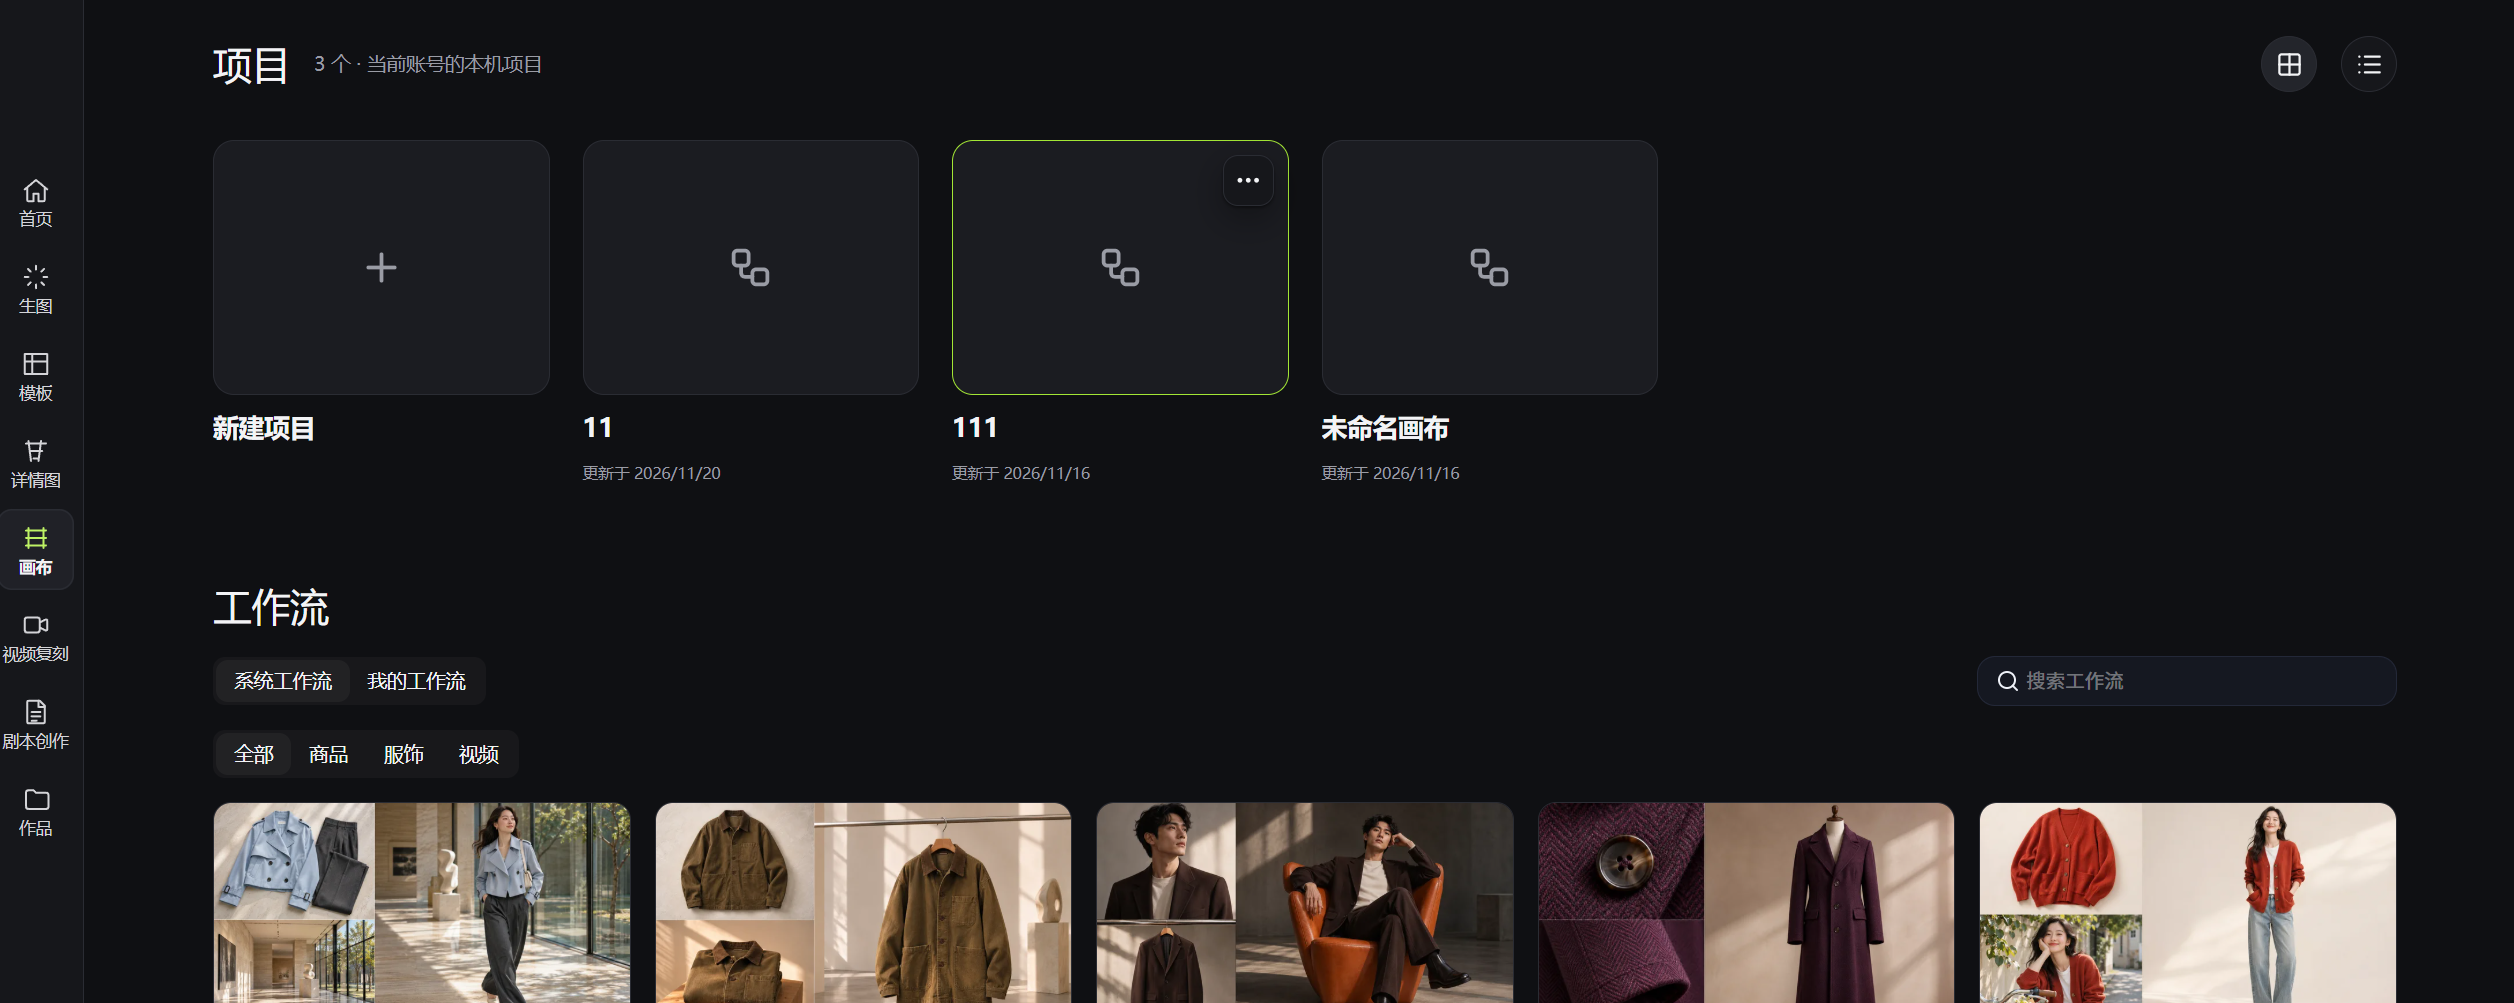 项目
3 个 · 当前账号的本机项目
首页
生图
模板
详情图
画布
视频复刻
剧本创作
作品
新建项目
11
更新于 2026/11/20
111
更新于 2026/11/16
未命名画布
更新于 2026/11/16
工作流
系统工作流 我的工作流
搜索工作流
全部 商品 服饰 视频